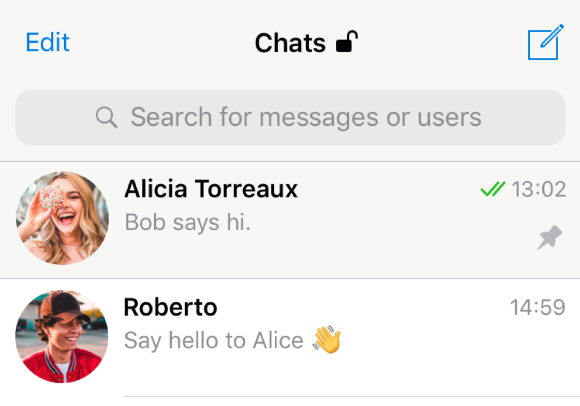 Edit Chats
Search for messages or users
Alicia Torreaux 13:02
Bob says hi.
Roberto 14:59
Say hello to Alice 👋